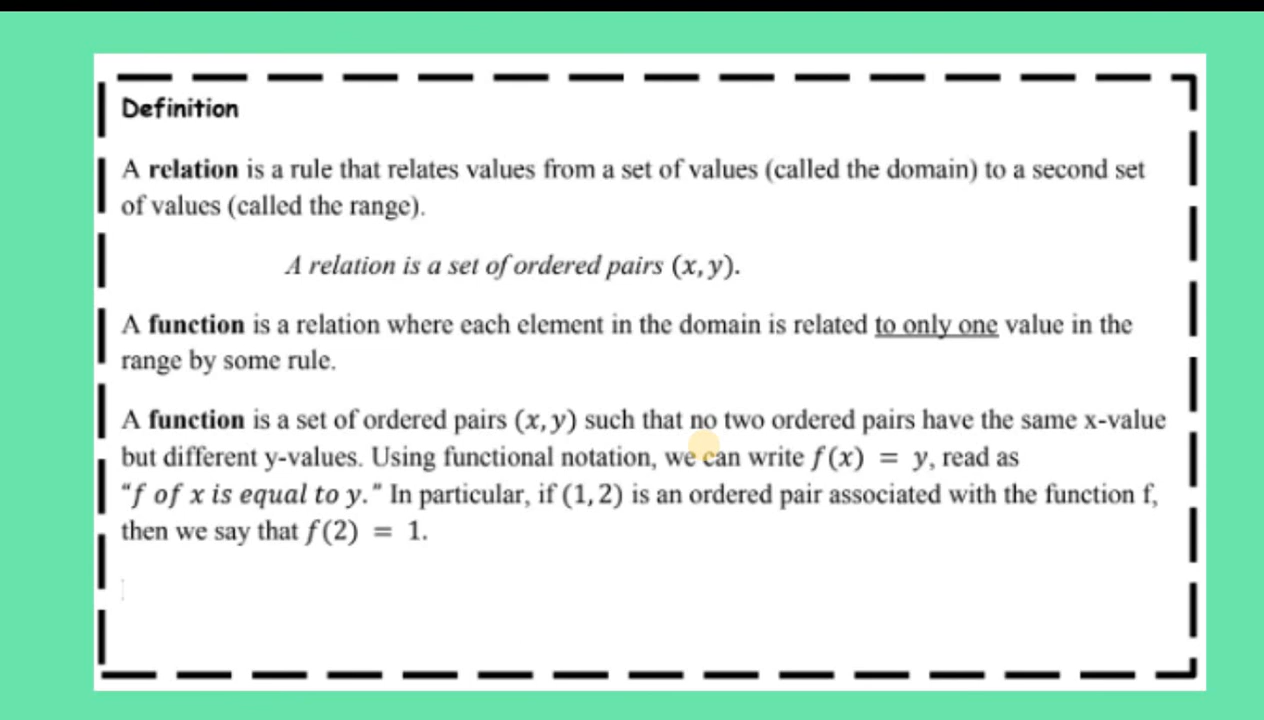 Definition
A relation is a rule that relates values from a set of values (called the domain) to a second set
of values (called the range).
A relation is a set of ordered pairs (x, y).
A function is a relation where each element in the domain is related to only one value in the
range by some rule.
A function is a set of ordered pairs (x, y) such that no two ordered pairs have the same x-value
but different y-values. Using functional notation, we can write f(x) = y, read as
“f of x is equal to y.” In particular, if (1, 2) is an ordered pair associated with the function f,
then we say that f(2) = 1.